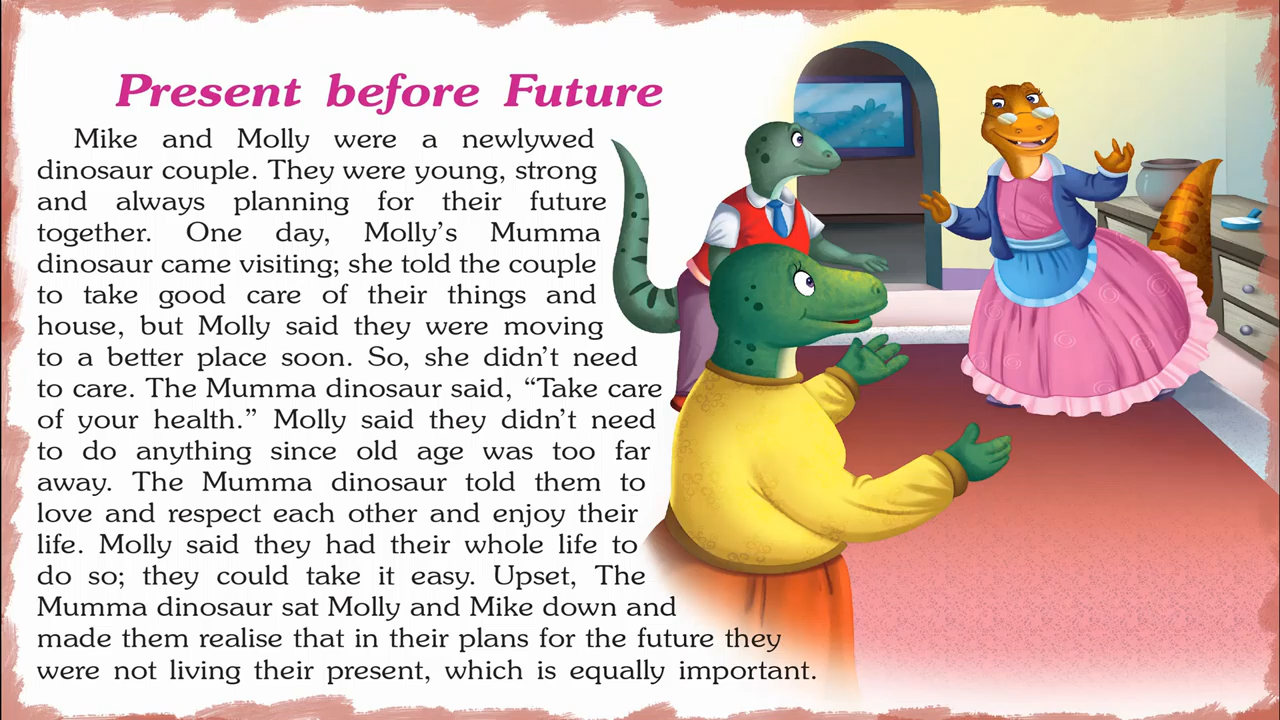 Present before Future
Mike and Molly were a newlywed
dinosaur couple. They were young, strong
and always planning for their future
together. One day, Molly’s Mumma
dinosaur came visiting; she told the couple
to take good care of their things and
house, but Molly said they were moving
to a better place soon. So, she didn’t need
to care. The Mumma dinosaur said, “Take care
of your health.” Molly said they didn’t need
to do anything since old age was too far
away. The Mumma dinosaur told them to
love and respect each other and enjoy their
life. Molly said they had their whole life to
do so; they could take it easy. Upset, The
Mumma dinosaur sat Molly and Mike down and
made them realise that in their plans for the future they
were not living their present, which is equally important.